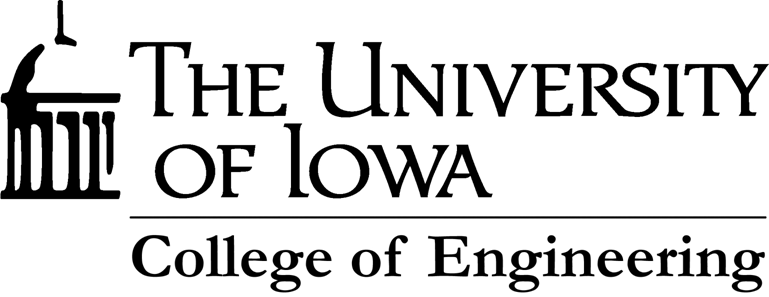 THE UNIVERSITY
OF IOWA
College of Engineering